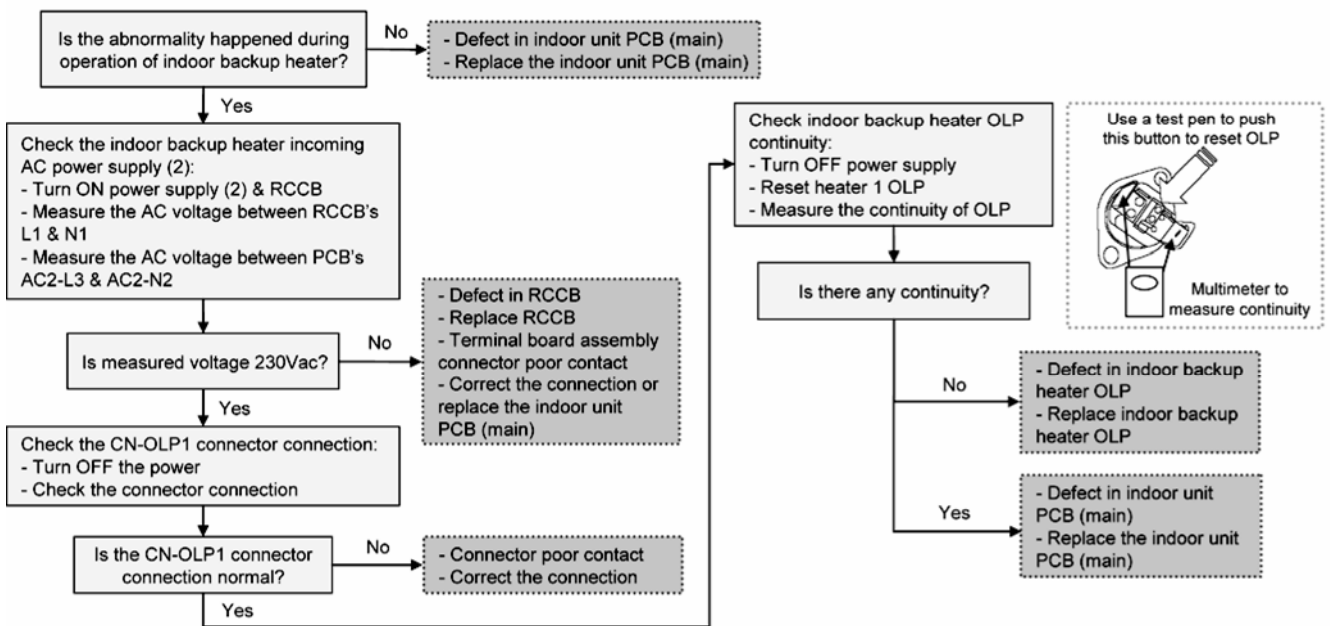 Is the abnormality happened during
operation of indoor backup heater?
No
- Defect in indoor unit PCB (main)
- Replace the indoor unit PCB (main)
Yes
Check the indoor backup heater incoming
AC power supply (2):
- Turn ON power supply (2) & RCCB
- Measure the AC voltage between RCCB's
L1 & N1
- Measure the AC voltage between PCB's
AC2-L3 & AC2-N2
Is measured voltage 230Vac?
No
- Defect in RCCB
- Replace RCCB
- Terminal board assembly
connector poor contact
- Correct the connection or
replace the indoor unit
PCB (main)
Yes
Check the CN-OLP1 connector connection:
- Turn OFF the power
- Check the connector connection
Is the CN-OLP1 connector
connection normal?
No
- Connector poor contact
- Correct the connection
Yes
Check indoor backup heater OLP
continuity:
- Turn OFF power supply
- Reset heater 1 OLP
- Measure the continuity of OLP
Use a test pen to push
this button to reset OLP
Multimeter to
measure continuity
Is there any continuity?
No
- Defect in indoor backup
heater OLP
- Replace indoor backup
heater OLP
Yes
- Defect in indoor unit
PCB (main)
- Replace the indoor unit
PCB (main)